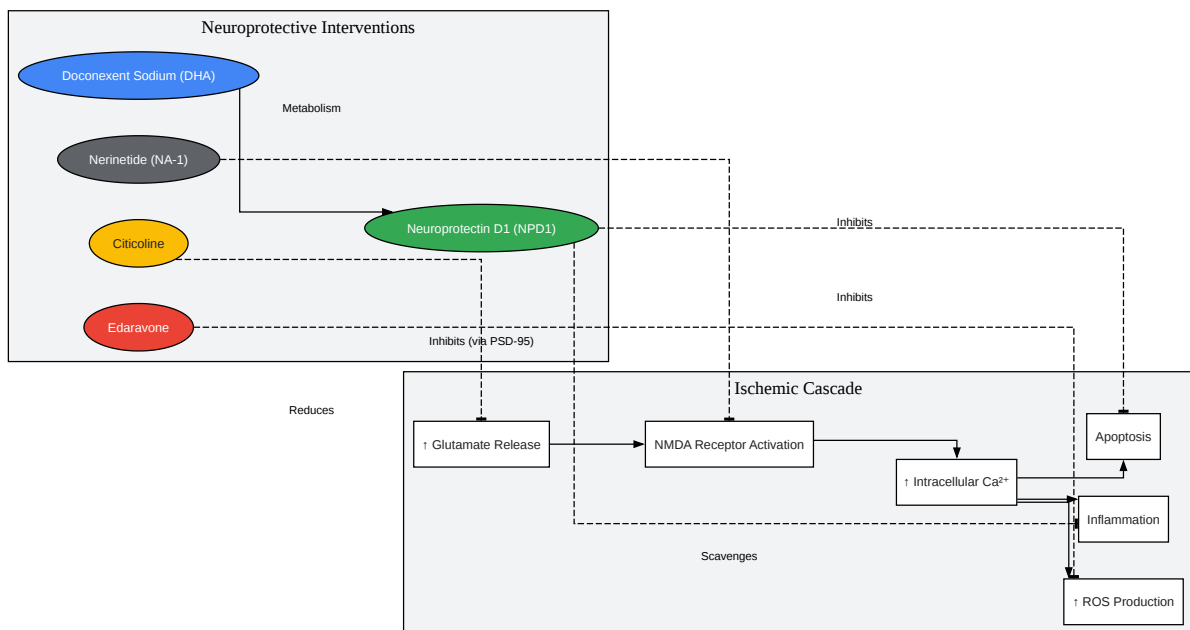 Neuroprotective Interventions
Doconexent Sodium (DHA)
Metabolism
Nerinetide (NA-1)
Inhibits
Neuroprotectin D1 (NPD1)
Citicoline
Inhibits
Edaravone
Inhibits (via PSD-95)
Ischemic Cascade
Reduces
Apoptosis
↑ Glutamate Release
NMDA Receptor Activation
↑ Intracellular Ca²⁺
Inflammation
Scavenges
↑ ROS Production